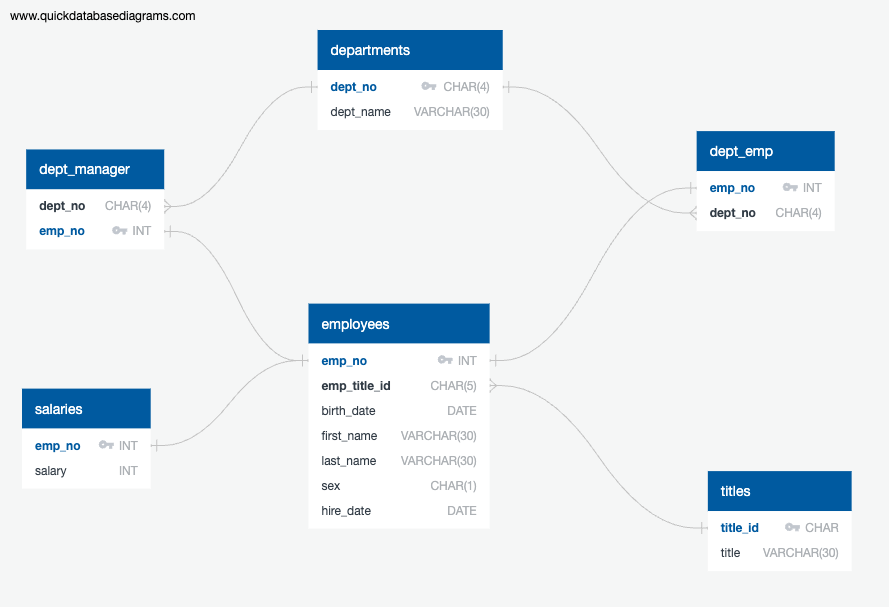 www.quickdatabasediagrams.com
departments
dept_no CHAR(4)
dept_name VARCHAR(30)
dept_manager
dept_no CHAR(4)
emp_no INT
dept_emp
emp_no INT
dept_no CHAR(4)
employees
emp_no INT
emp_title_id CHAR(5)
birth_date DATE
first_name VARCHAR(30)
last_name VARCHAR(30)
sex CHAR(1)
hire_date DATE
salaries
emp_no INT
salary INT
titles
title_id CHAR
title VARCHAR(30)